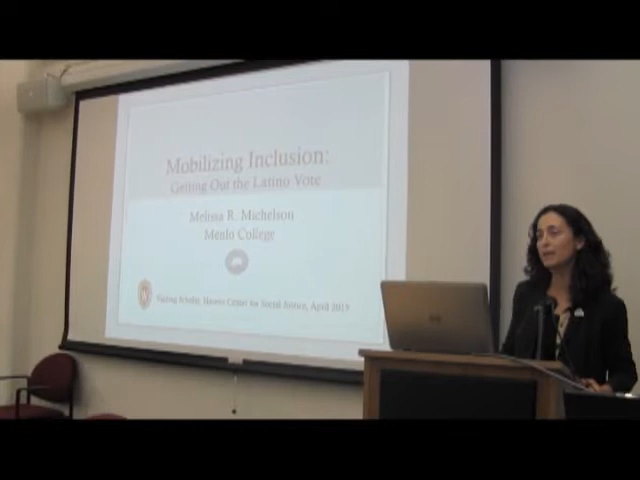 Mobilizing Inclusion:
Getting Out the Latino Vote
Melissa R. Michelson
Menlo College
Visiting Scholar, Havens Center for Social Justice, April 2015